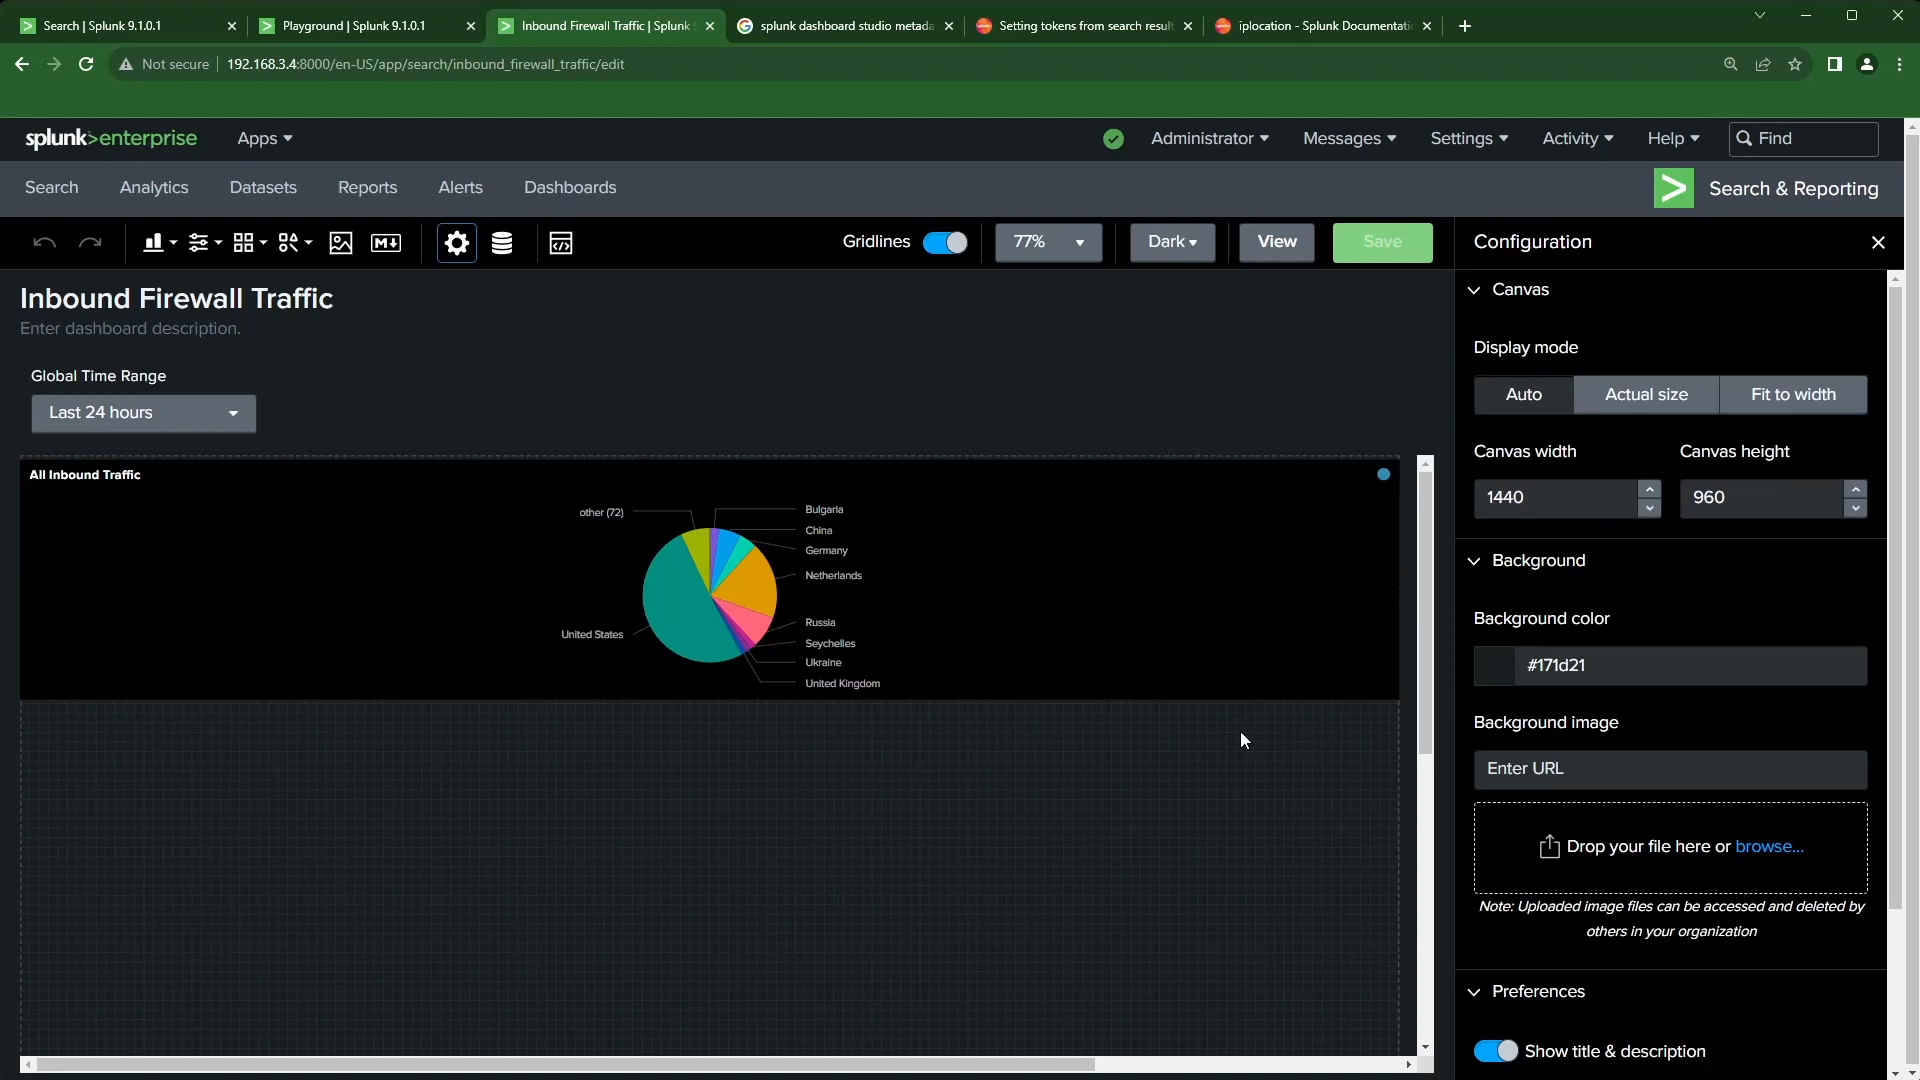 Search | Splunk 9.1.0.1
Playground | Splunk 9.1.0.1
Inbound Firewall Traffic | Splunk
splunk dashboard studio metada
Setting tokens from search result
iplocation - Splunk Documentati
Not secure
192.168.3.4:8000/en-US/app/search/inbound_firewall_traffic/edit
splunk>enterprise
Apps
Administrator
Messages
Settings
Activity
Help
Find
Search
Analytics
Datasets
Reports
Alerts
Dashboards
Search & Reporting
Gridlines
77%
Dark
View
Save
Configuration
Inbound Firewall Traffic
Enter dashboard description.
Global Time Range
Last 24 hours
All Inbound Traffic
other (72)
United States
Bulgaria
China
Germany
Netherlands
Russia
Seychelles
Ukraine
United Kingdom
Canvas
Display mode
Auto
Actual size
Fit to width
Canvas width
Canvas height
1440
960
Background
Background color
#171d21
Background image
Enter URL
Drop your file here or browse...
Note: Uploaded image files can be accessed and deleted by
others in your organization
Preferences
Show title & description